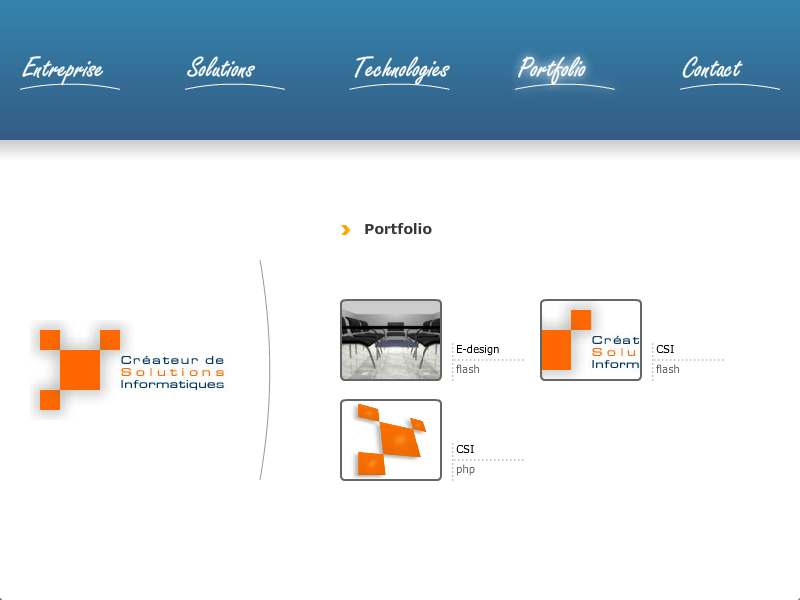 Entreprise
Solutions
Technologies
Portfolio
Contact
Portfolio
Créateur de
Solutions
Informatiques
E-design
flash
Créat
Solu
Inform
CSI
flash
CSI
php